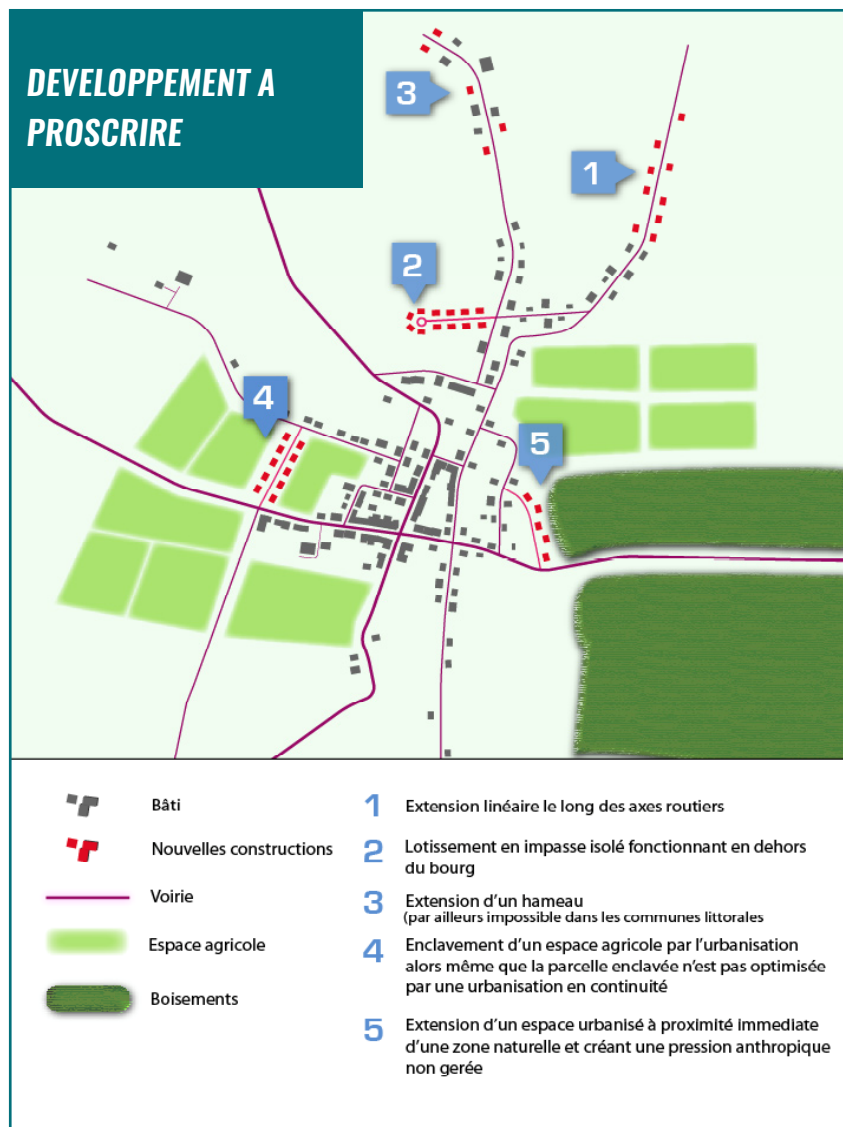 DEVELOPPEMENT A
PROSCRIRE
3
1
2
4
5
Bâti
Nouvelles constructions
Voirie
Espace agricole
Boisements
1 Extension linéaire le long des axes routiers
2 Lotissement en impasse isolé fonctionnant en dehors
du bourg
3 Extension d'un hameau
(par ailleurs impossible dans les communes littorales
4 Enclavement d'un espace agricole par l'urbanisation
alors même que la parcelle enclavée n'est pas optimisée
par une urbanisation en continuité
5 Extension d'un espace urbanisé à proximité immediate
d'une zone naturelle et créant une pression anthropique
non gerée